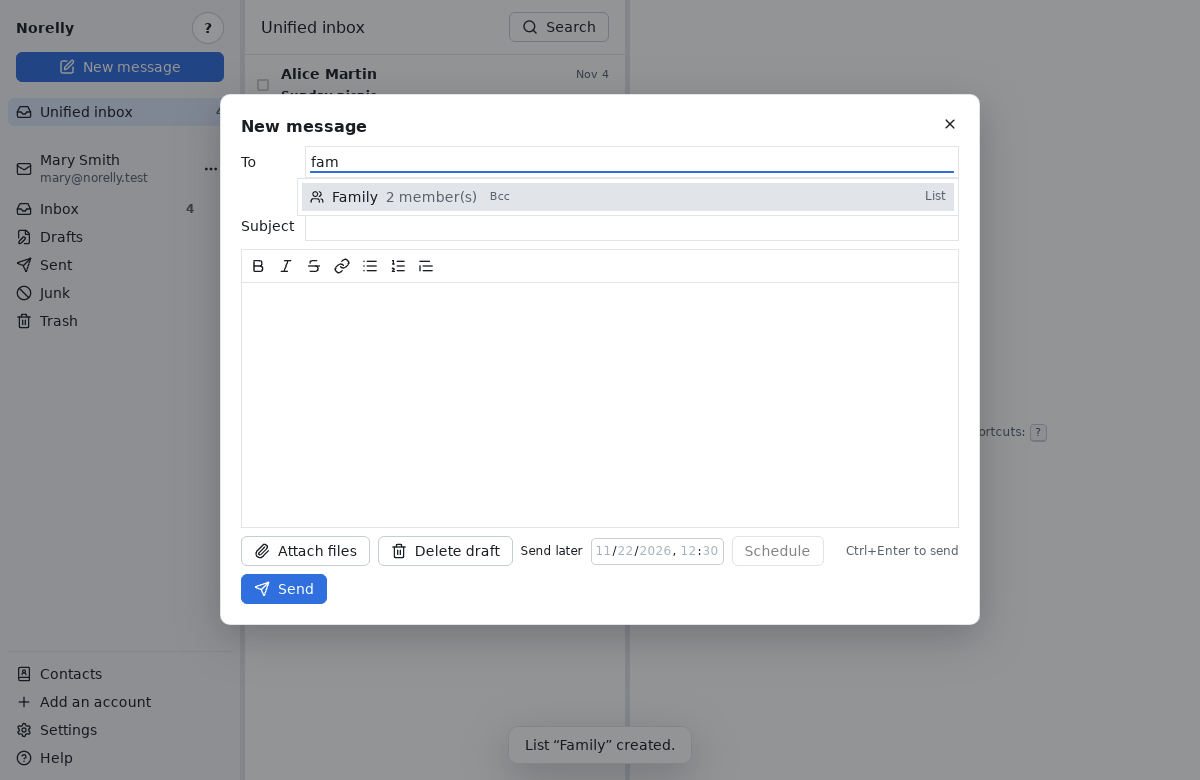 Norelly
?
New message
Unified inbox
4
Mary Smith
mary@norelly.test
Inbox 4
Drafts
Sent
Junk
Trash
Contacts
Add an account
Settings
Help
Unified inbox
Search
Alice Martin Nov 4
New message
To fam
Family 2 member(s) Bcc List
Subject
Attach files
Delete draft
Send later
11/22/2026, 12:30
Schedule
Ctrl+Enter to send
Send
?
List “Family” created.